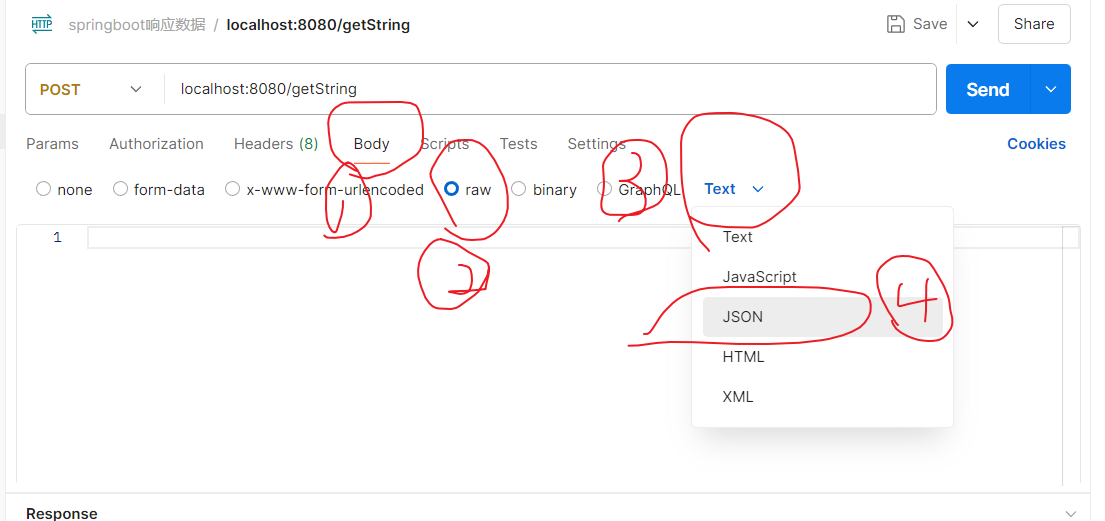 HTTP springboot响应数据 / localhost:8080/getString Save Share
POST localhost:8080/getString Send
Params Authorization Headers (8) Body Scripts Tests Settings Cookies
none form-data x-www-form-urlencoded raw binary GraphQL Text
1 2 3 4
1
Text
JavaScript
JSON
HTML
XML
Response